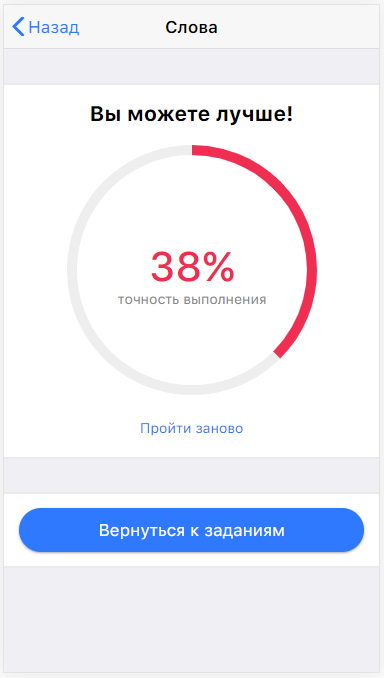 Назад
Слова
Вы можете лучше!
38%
точность выполнения
Пройти заново
Вернуться к заданиям